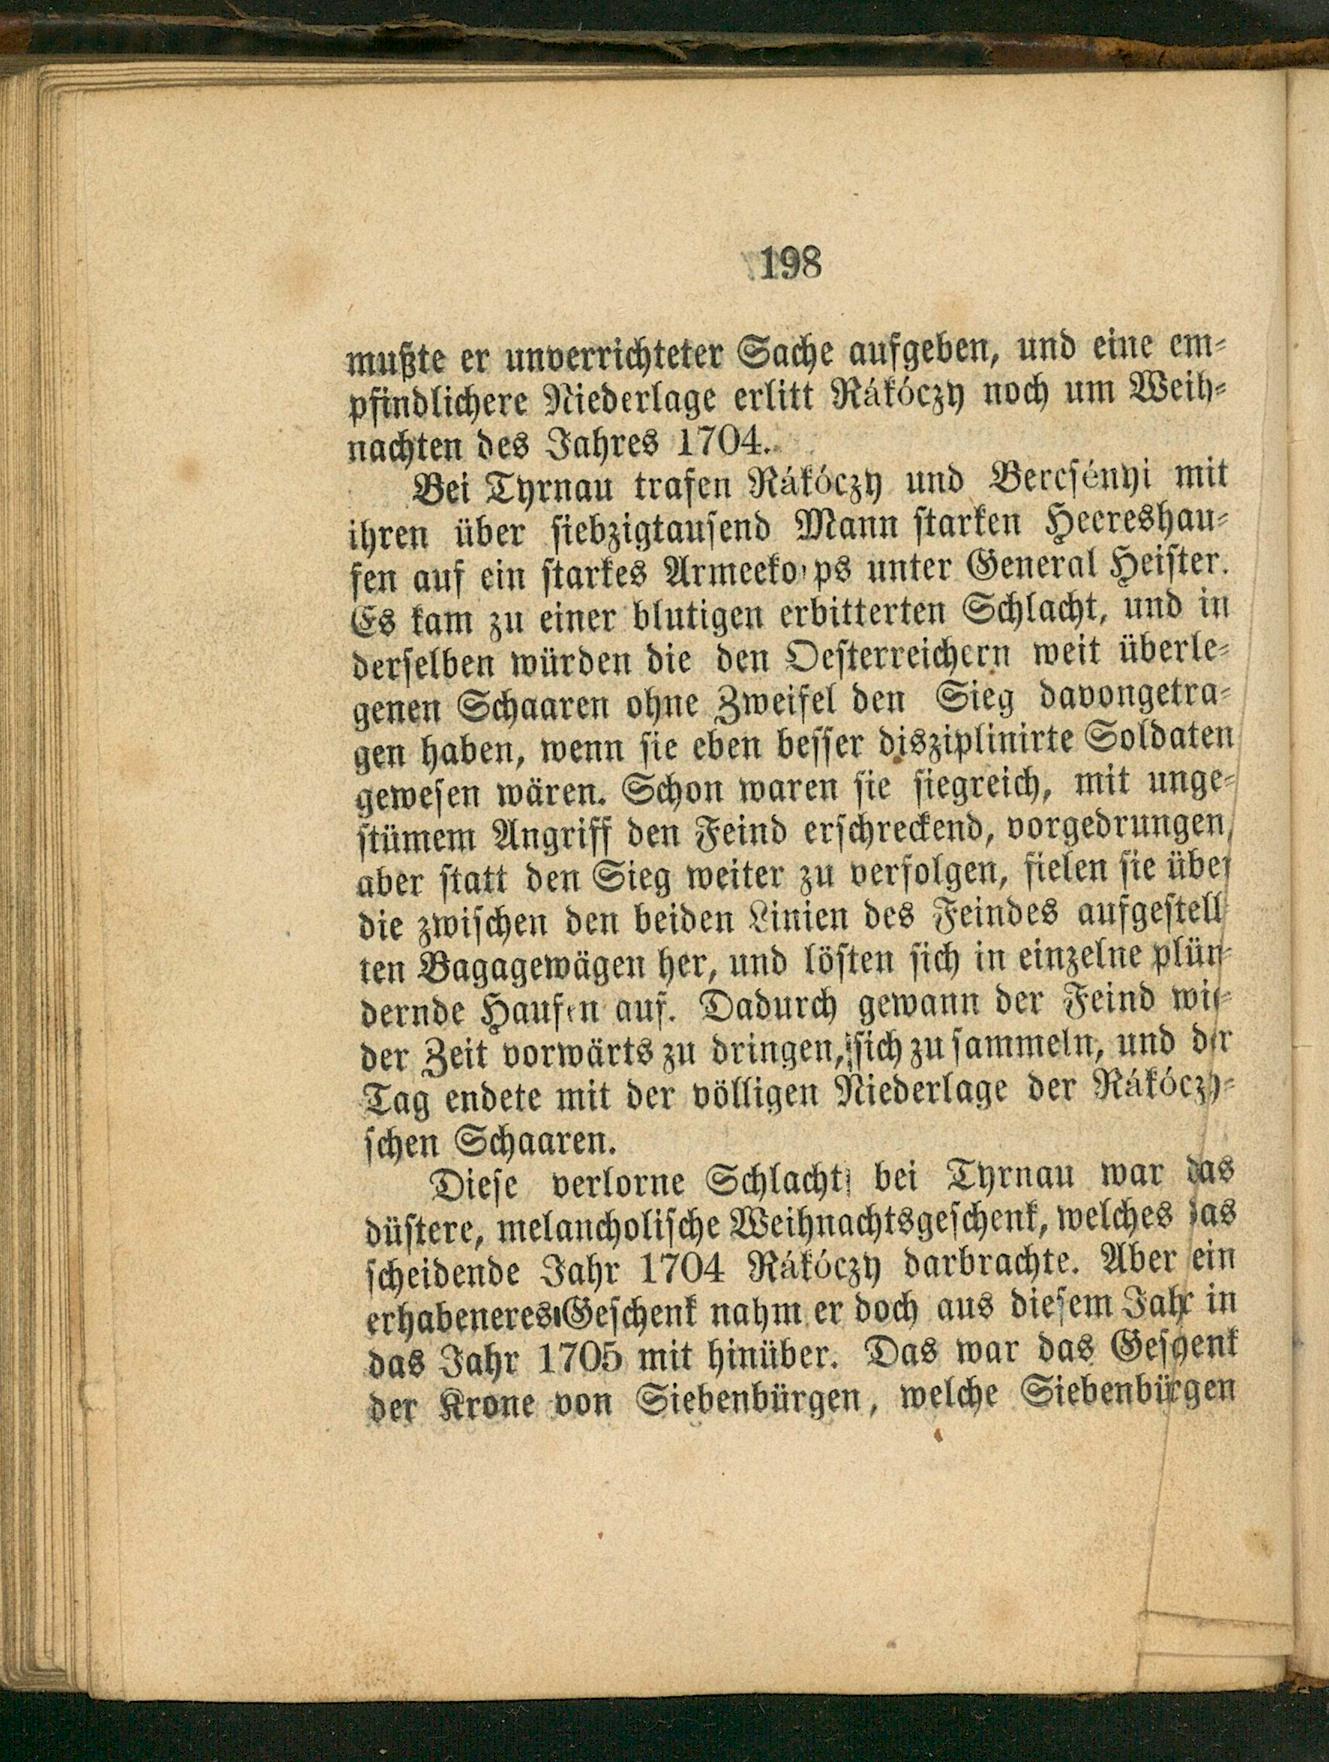 198
mußte er unverrichteter Sache aufgeben, und eine em-
pfindlichere Niederlage erlitt Rákóczy noch um Weih-
nachten des Jahres 1704.
Bei Tyrnau trafen Rákóczy und Bercsényi mit
ihren über siebzigtausend Mann starken Heereshau-
fen auf ein starkes Armeekorps unter General Heister.
Es kam zu einer blutigen erbitterten Schlacht, und in
derselben würden die den Oesterreichern weit überle-
genen Schaaren ohne Zweifel den Sieg davongetra-
gen haben, wenn sie eben besser disziplinirte Soldaten
gewesen wären. Schon waren sie siegreich, mit unge-
stümem Angriff den Feind erschreckend, vorgedrungen,
aber statt den Sieg weiter zu verfolgen, fielen sie über
die zwischen den beiden Linien des Feindes aufgestell-
ten Bagagewägen her, und lösten sich in einzelne plün-
dernde Haufen auf. Dadurch gewann der Feind wie-
der Zeit vorwärts zu dringen, sich zu sammeln, und der
Tag endete mit der völligen Niederlage der Rákóczy-
schen Schaaren.
Diese verlorne Schlacht bei Tyrnau war das
düstere, melancholische Weihnachtsgeschenk, welches das
scheidende Jahr 1704 Rákóczy darbrachte. Aber ein
erhabeneres Geschenk nahm er doch aus diesem Jahr in
das Jahr 1705 mit hinüber. Das war das Geschenk
der Krone von Siebenbürgen, welche Siebenbürgen